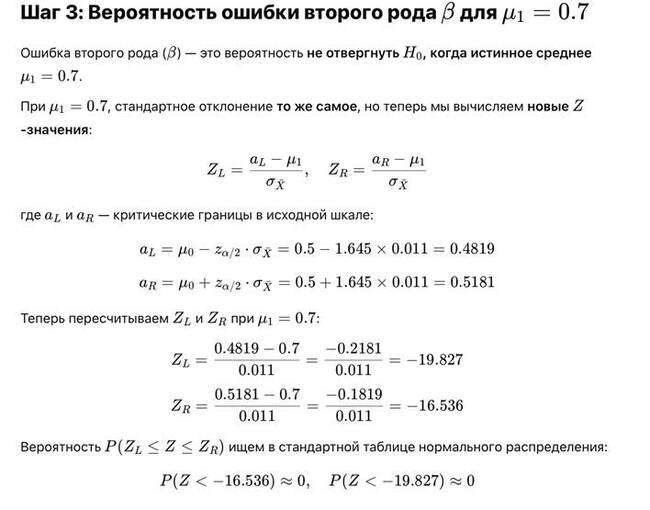 Шаг 3: Вероятность ошибки второго рода β для μ₁ = 0.7
Ошибка второго рода (β) — это вероятность не отвергнуть H₀, когда истинное среднее
μ₁ = 0.7.
При μ₁ = 0.7, стандартное отклонение то же самое, но теперь мы вычисляем новые Z
-значения:
Z_L = (a_L − μ₁)/σ_X̄, Z_R = (a_R − μ₁)/σ_X̄
где a_L и a_R — критические границы в исходной шкале:
a_L = μ₀ − z_α/2 · σ_X̄ = 0.5 − 1.645 × 0.011 = 0.4819
a_R = μ₀ + z_α/2 · σ_X̄ = 0.5 + 1.645 × 0.011 = 0.5181
Теперь пересчитываем Z_L и Z_R при μ₁ = 0.7:
Z_L = (0.4819 − 0.7)/0.011 = −0.2181/0.011 = −19.827
Z_R = (0.5181 − 0.7)/0.011 = −0.1819/0.011 = −16.536
Вероятность P(Z_L ≤ Z ≤ Z_R) ищем в стандартной таблице нормального распределения:
P(Z < −16.536) ≈ 0, P(Z < −19.827) ≈ 0